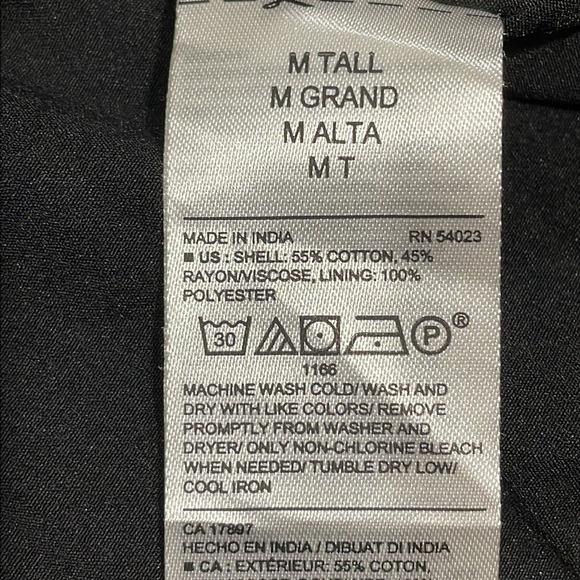 M TALL
M GRAND
M ALTA
M T
MADE IN INDIA RN 54023
■ US : SHELL: 55% COTTON, 45%
RAYON/VISCOSE, LINING: 100%
POLYESTER
30 P ®
1166
MACHINE WASH COLD/ WASH AND
DRY WITH LIKE COLORS/ REMOVE
PROMPTLY FROM WASHER AND
DRYER/ ONLY NON-CHLORINE BLEACH
WHEN NEEDED/ TUMBLE DRY LOW/
COOL IRON
CA 17897
HECHO EN INDIA / DIBUAT DI INDIA
■ CA : EXTÉRIEUR: 55% COTON,